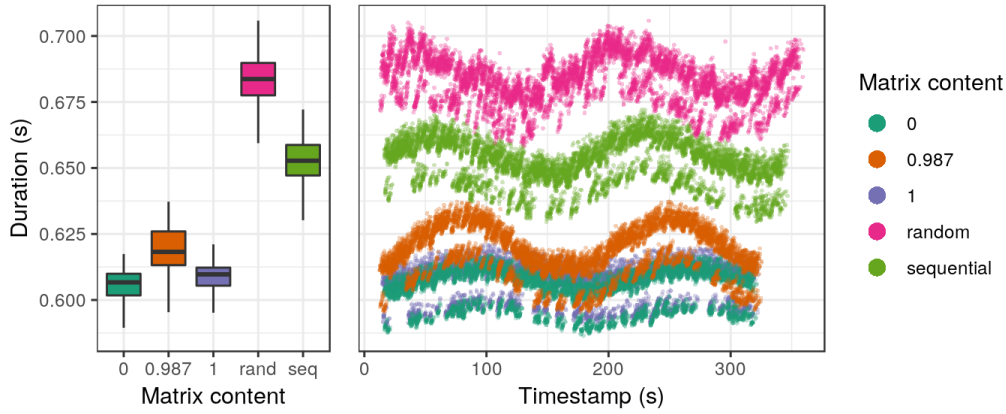 Duration (s)
0.700
0.675
0.650
0.625
0.600
0 0.987 1 rand seq
Matrix content
0 100 200 300
Timestamp (s)
Matrix content
0
0.987
1
random
sequential